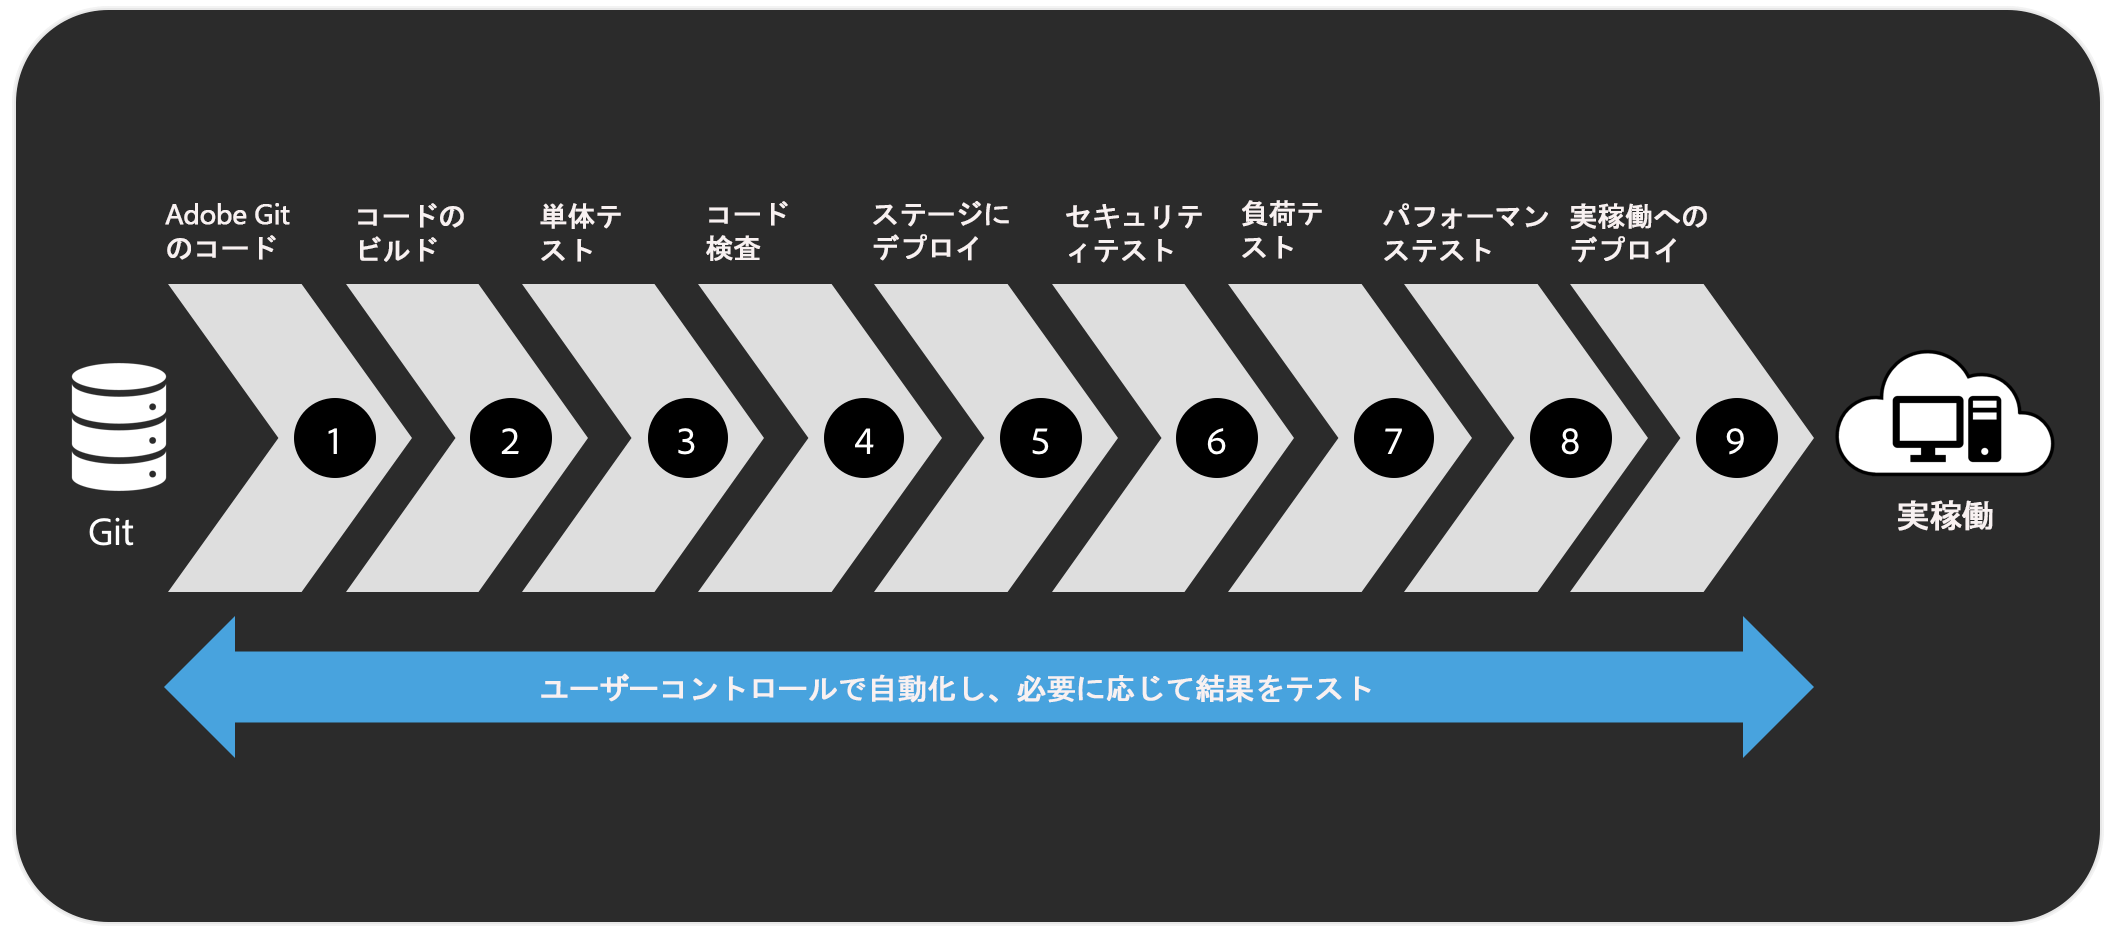 Adobe Git
のコード
コードの
ビルド
単体テ
スト
コード
検査
ステージに
デプロイ
セキュリテ
ィテスト
負荷テ
スト
パフォーマン
ステスト
実稼働への
デプロイ
1
2
3
4
5
6
7
8
9
Git
実稼働
ユーザーコントロールで自動化し、必要に応じて結果をテスト